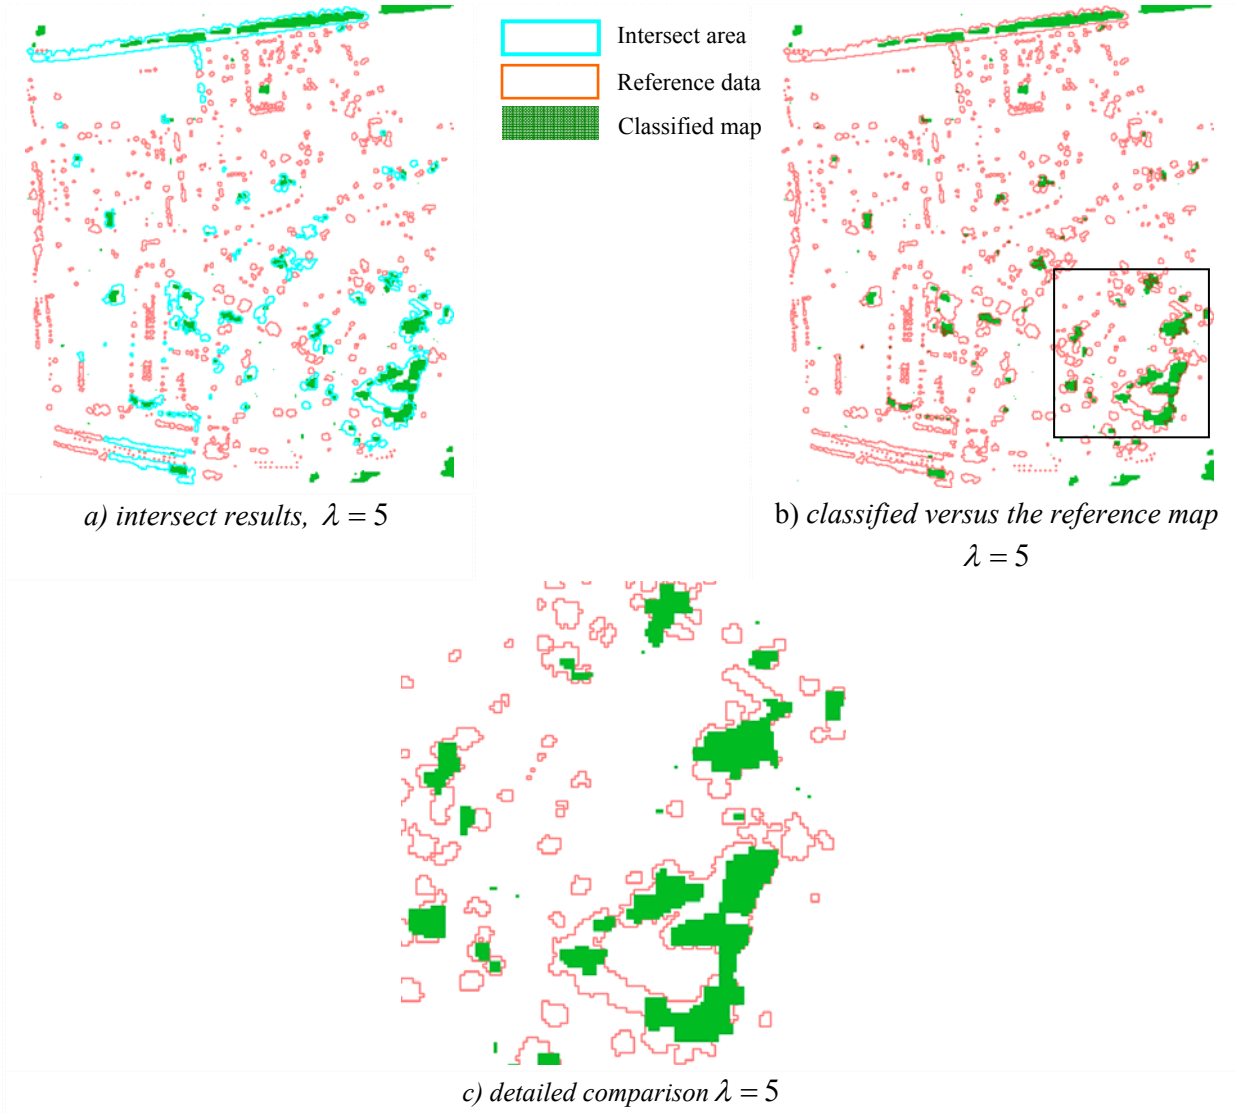 Intersect area
Reference data
Classified map
a) intersect results, λ = 5
b) classified versus the reference map
λ = 5
c) detailed comparison λ = 5